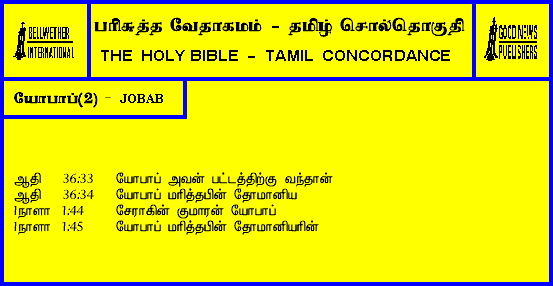 BELLWETHER
INTERNATIONAL
பரிசுத்த வேதாகமம் - தமிழ் சொல்தொகுதி
THE HOLY BIBLE - TAMIL CONCORDANCE
GOOD NEWS
PUBLISHERS
யோபாப்(2) - JOBAB
ஆதி 36:33 யோபாப் அவன் பட்டத்திற்கு வந்தான்
ஆதி 36:34 யோபாப் மரித்தபின் தோமானிய
1நாளா 1:44 சேராகின் குமாரன் யோபாப்
1நாளா 1:45 யோபாப் மரித்தபின் தோமானியரின்